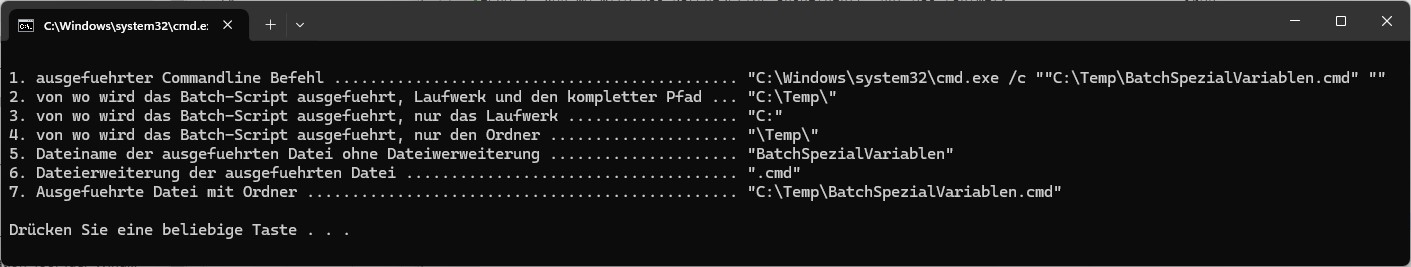 C:\Windows\system32\cmd.e
1. ausgefuehrter Commandline Befehl ............................................. "C:\Windows\system32\cmd.exe /c ""C:\Temp\BatchSpezialVariablen.cmd" ""
2. von wo wird das Batch-Script ausgefuehrt, Laufwerk und den kompletter Pfad ... "C:\Temp\"
3. von wo wird das Batch-Script ausgefuehrt, nur das Laufwerk ................... "C:"
4. von wo wird das Batch-Script ausgefuehrt, nur den Ordner ..................... "\Temp\"
5. Dateiname der ausgefuehrten Datei ohne Dateiwerweiterung ..................... "BatchSpezialVariablen"
6. Dateierweiterung der ausgefuehrten Datei ..................................... ".cmd"
7. Ausgefuehrte Datei mit Ordner ................................................ "C:\Temp\BatchSpezialVariablen.cmd"
Drücken Sie eine beliebige Taste . . .